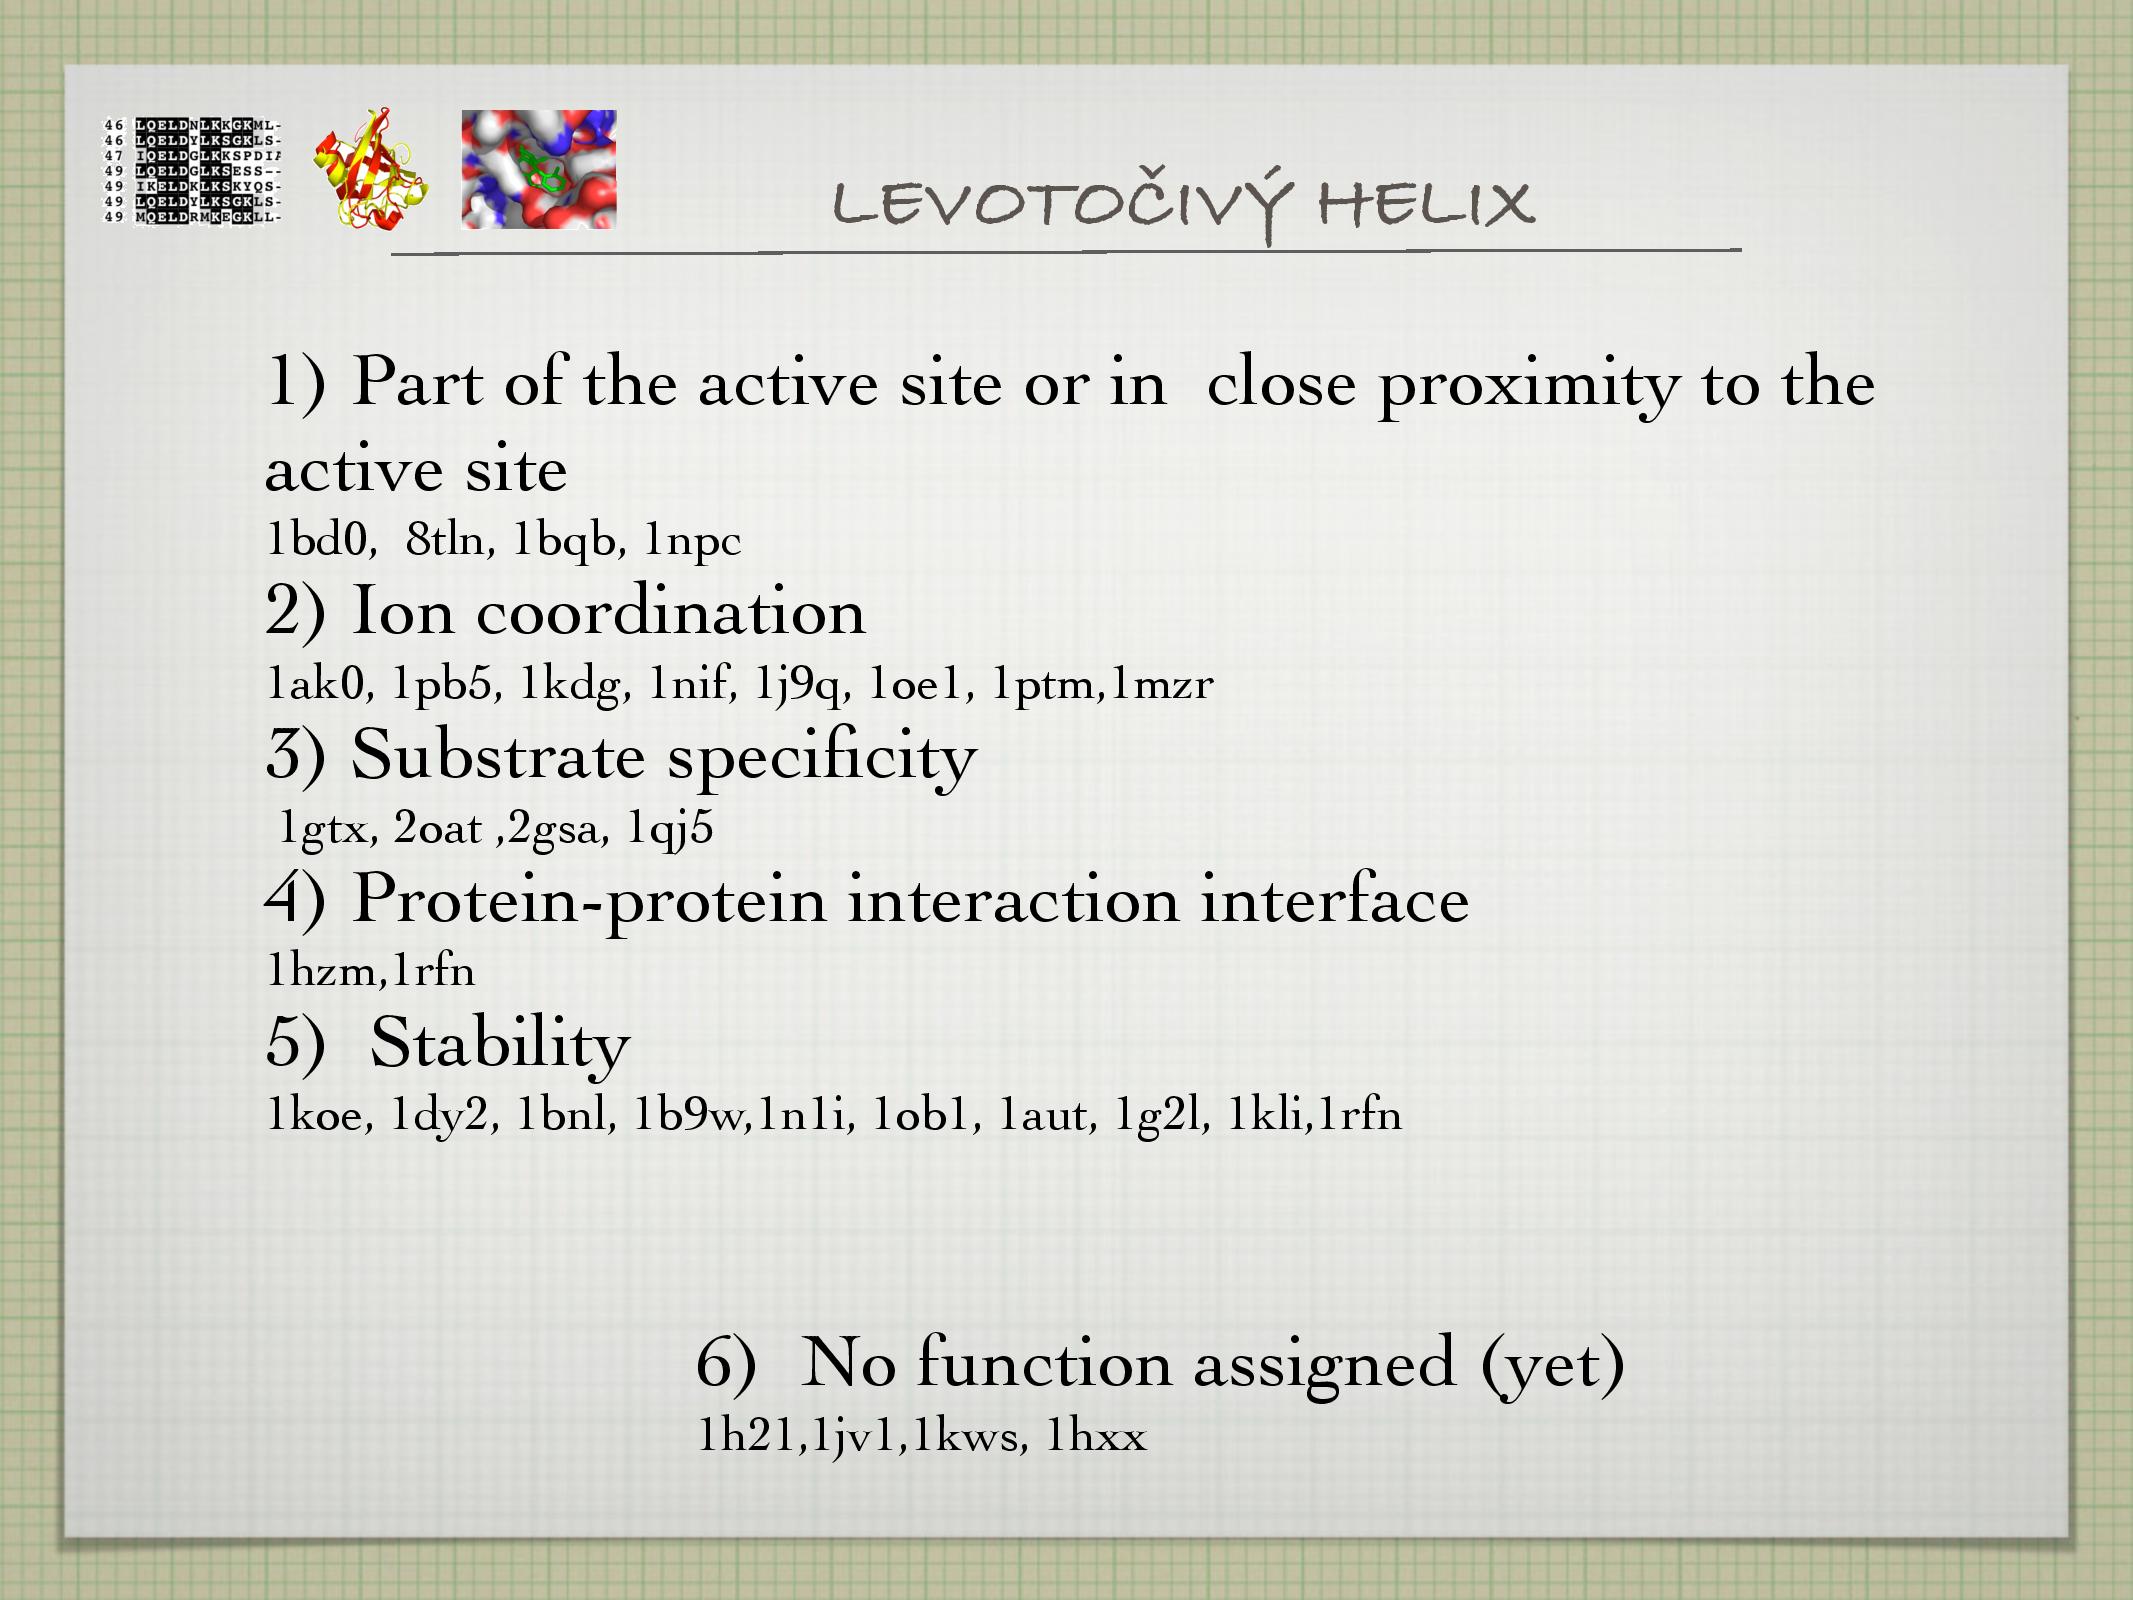 46 LQELDNLKKGKML-
46 LQELDYLKSGKLS-
47 IQELDGLKKSPDIA
49 LQELDGLKSESS--
49 IKELDKLKSKYQS-
49 LQELDYLKSGKLS-
49 MQELDRMKEGKLL-
LEVOTOČIVÝ HELIX
1) Part of the active site or in  close proximity to the
active site
1bd0,  8tln, 1bqb, 1npc
2) Ion coordination
1ak0, 1pb5, 1kdg, 1nif, 1j9q, 1oe1, 1ptm,1mzr
3) Substrate specificity
1gtx, 2oat ,2gsa, 1qj5
4) Protein-protein interaction interface
1hzm,1rfn
5)  Stability
1koe, 1dy2, 1bnl, 1b9w,1n1i, 1ob1, 1aut, 1g2l, 1kli,1rfn
6)  No function assigned (yet)
1h21,1jv1,1kws, 1hxx